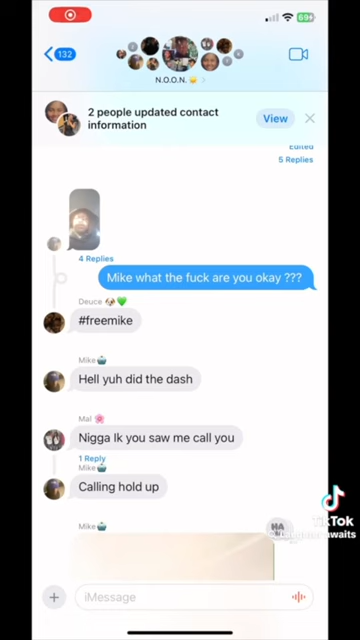 69
132
N.O.O.N.
2 people updated contact
information
View
Edited
5 Replies
4 Replies
Mike what the fuck are you okay ???
Deuce
#freemike
Mike
Hell yuh did the dash
Mal
Nigga Ik you saw me call you
1 Reply
Mike
Calling hold up
Mike
HA
TikTok
iMessage